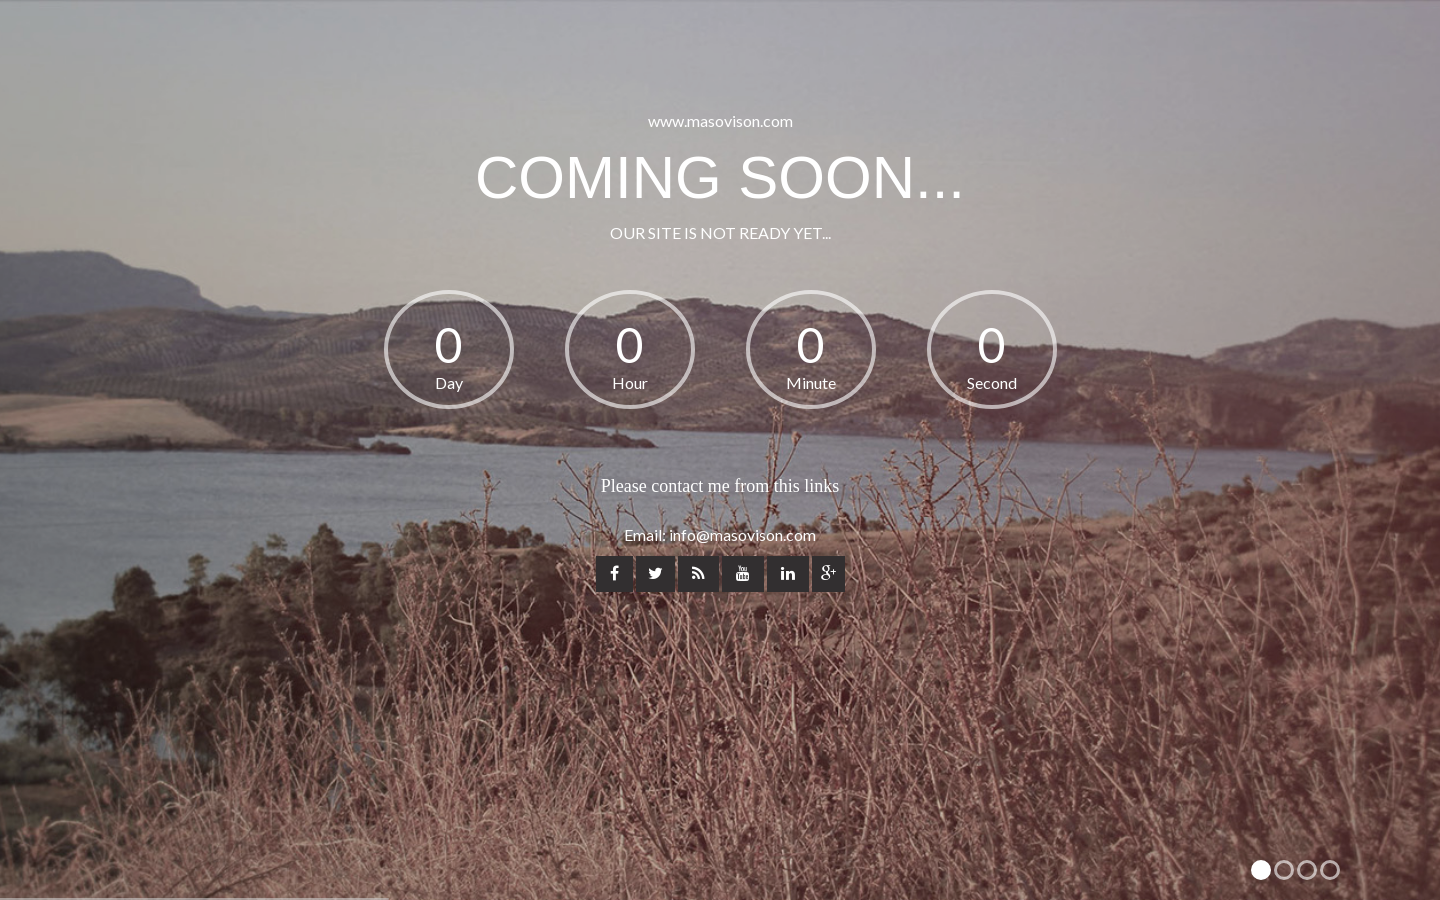 www.masovison.com
COMING SOON...
OUR SITE IS NOT READY YET...
0 0 0 0
Day Hour Minute Second
Please contact me from this links
Email: info@masovison.com